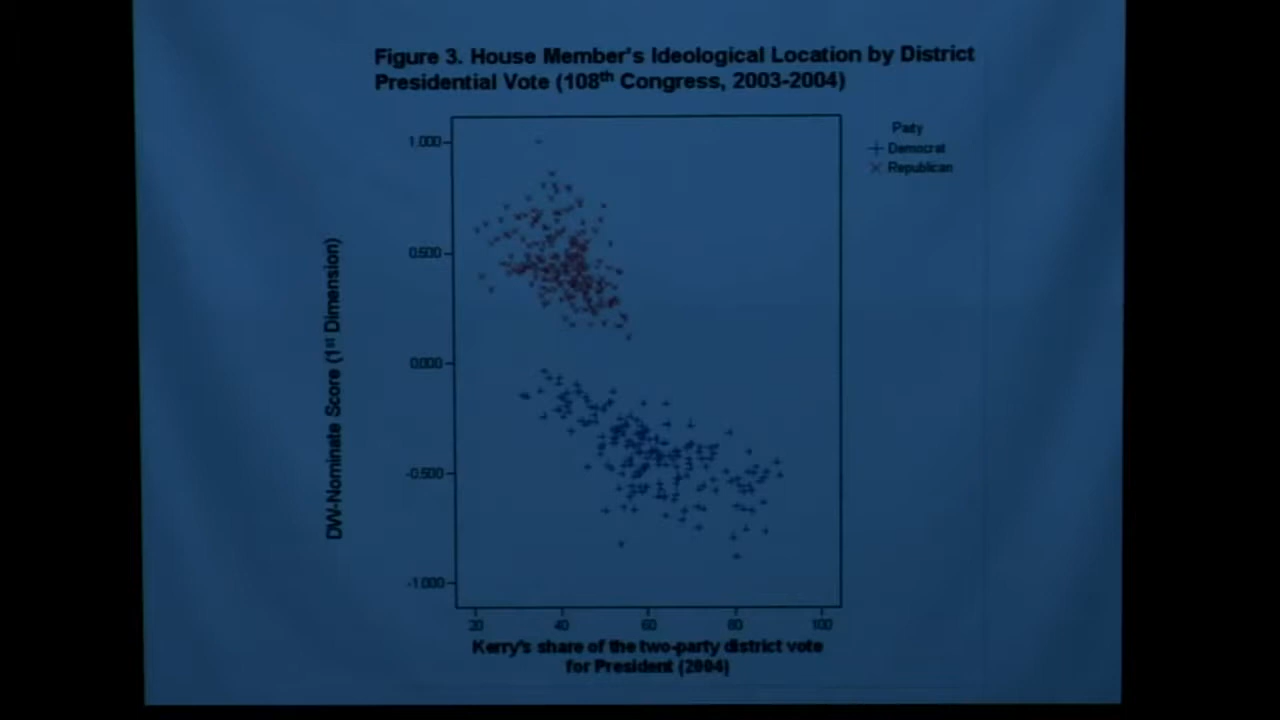 Figure 3. House Member's Ideological Location by District
Presidential Vote (108th Congress, 2003-2004)
Party
Democrat
Republican
1.000
0.500
0.000
-0.500
-1.000
DW-Nominate Score (1st Dimension)
20 40 60 80 100
Kerry's share of the two-party district vote
for President (2004)